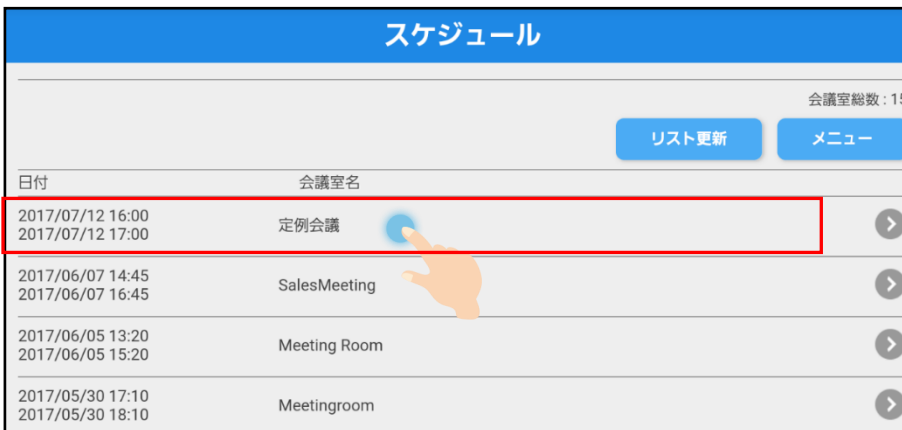 スケジュール
会議室総数 : 15
リスト更新 メニュー
日付 会議室名
2017/07/12 16:00
2017/07/12 17:00
定例会議
2017/06/07 14:45
2017/06/07 16:45
SalesMeeting
2017/06/05 13:20
2017/06/05 15:20
Meeting Room
2017/05/30 17:10
2017/05/30 18:10
Meetingroom